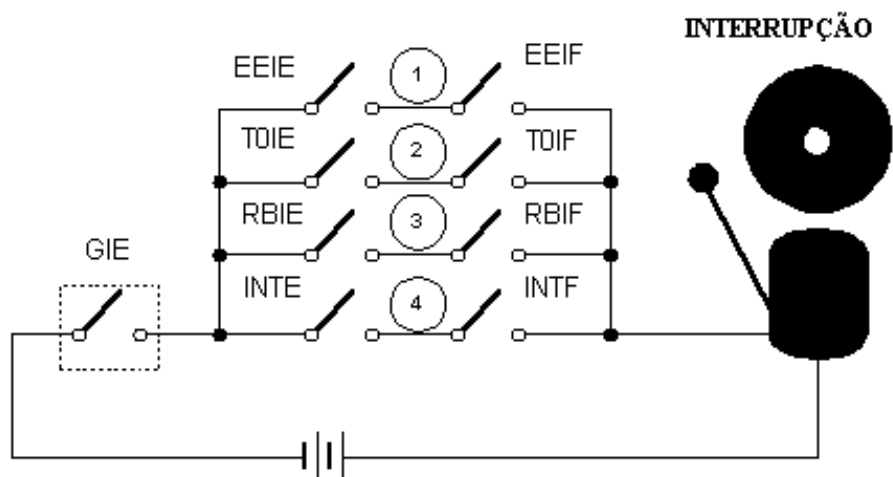 INTERRUPÇÃO
EEIE 1 EEIF
T0IE 2 T0IF
RBIE 3 RBIF
GIE
INTE 4 INTF